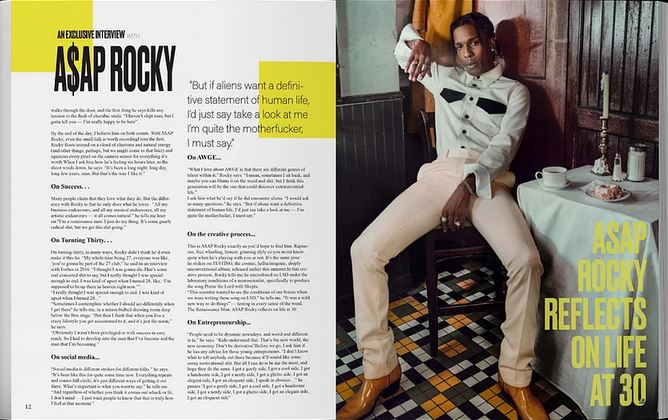 AN EXCLUSIVE INTERVIEW WITH
A$AP ROCKY
walks through the door, and the first thing he says kills any
tension in the flesh of cherubic smile. "I haven't slept man, but I
gotta tell you — I'm really happy to be here".
By the end of the day, I believe him on both counts. With A$AP
Rocky, even the small talk is worth recording. From the first,
Rocky floats around on a cloud of charisma and natural energy
(and other things, perhaps, but we might come to that later) and
squeezes every pixel on the camera sensor for everything it's
worth. When I ask him how he's feeling six hours later, as the
shoot winds down, he says: "It's been a long night, long day,
long few years, man. But that's the way I like it."
On Success. . .
Many people claim that they love what they do. But the differ-
ence with Rocky is that he only does what he loves. "All my
business endeavours, and all my musical endeavours, all my
artistic endeavours — it all comes natural." he tells me later
on. "I'm a renaissance man, I just do my thing. It's some gnarly
radical shit, but we get this shit going."
On Turning Thirty. . .
On turning thirty, as many ways, Rocky didn't think he'd even
make it this far. "My whole time being 27, everyone was like,
'you're gonna be part of the 27 club,'" he said in an interview
with Forbes in 2016. "I thought I was gonna die. That's some
real conceited shit to say, but I really thought I was special
enough to end. I was kind of upset when I turned 28, like, 'I'm
supposed to be up there in heaven right now.'"
"I really thought I was special enough to end. I was kind of
upset when I turned 28..."
"Sometimes I contemplate whether I should act differently when
I get there" he tells me, in a mirror-bulbed dressing room deep
below the Box stage. "But then I think that when you live a
crazy lifestyle you get accustomed to it, and it's just the norm,"
he says.
"Obviously I wasn't born privileged or with success in easy
reach. So I had to develop into the man that I've become and the
man that I'm becoming."
On social media...
"Social media is different strokes for different folks," he says.
"It's been like this for quite some time now. Everything repeats
and comes full circle, it's just different ways of getting it out
there. What's important is what you want to say," he tells me.
"And regardless of whether you think it comes out whack or lit,
I don't mind — I just want people to know that that is truly how
I feel at that moment."
12
"But if aliens want a defini-
tive statement of human life,
I'd just say take a look at me
I'm quite the motherfucker,
I must say."
On AWGE...
"What I love about AWGE is that there are different genres of
talent within it," Rocky says. "I mean, sometimes I sit back, and
maybe you can blame it on the weed and shit, but I think this
generation will be the one that could discover extraterrestrial
life."
I ask him what he'd say if he did encounter aliens. "I would ask
so many questions," he says. "But if aliens want a definitive
statement of human life, I'd just say take a look at me — I'm
quite the motherfucker, I must say".
On the creative process...
This is A$AP Rocky exactly as you'd hope to find him. Raptur-
ous, free wheeling, honest, grinning slyly so you never know
quite when he's playing with you or not. It's the same pose
he strikes on TESTING, the cosmic, hallucinogenic, deeply
unconventional album, released earlier this summer. In that cre-
ative process, Rocky tells me he microdosed on LSD under the
laboratory conditions of a neuroscientist, specifically to produce
the song Praise the Lord with Skepta.
"This scientist wanted to see the conditions of our brains when
we were writing these song on LSD," he tells me. "It was a wild
new way to do things" — testing in every sense of the word.
The Renaissance Man. ASAP Rocky reflects on life at 30
On Entrepreneurship...
"People need to be dynamic nowadays, and weird and different
is in," he says. "Kids understand that. That's the new world, the
new economy. Don't be derivative." Before we go, I ask him if
he has any advice for those young entrepreneurs. "I don't know
what to tell anybody out there because it'll sound like some
corny motivational shit. But all I can do is be me the most, and
hope they do the same. I got a goofy side, I got a cool side, I got
a handsome side, I got a nerdy side, I got a ghetto side, I got an
elegant side, I got an eloquent side, I speak in ebonics..." he
pauses "I got a goofy side, I got a cool side, I got a handsome
side, I got a nerdy side, I got a ghetto side, I got an elegant side,
I got an eloquent side"
ASAP
ROCKY
REFLECTS
ON LIFE
AT 30